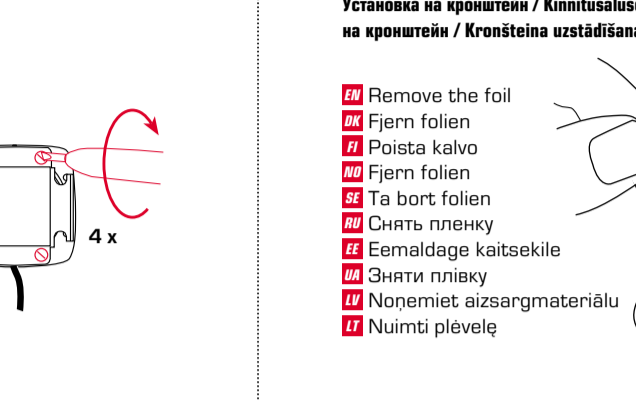 4 x
Установка на кронштейн /
на кронштейн / Kronšteina
EN Remove the foil
DK Fjern folien
FI Poista kalvo
NO Fjern folien
SE Ta bort folien
RU Снять пленку
EE Eemaldage kaitsekile
UA Зняти плівку
LV Noņemiet aizsargmateriālu
LT Nuimti plėvelę